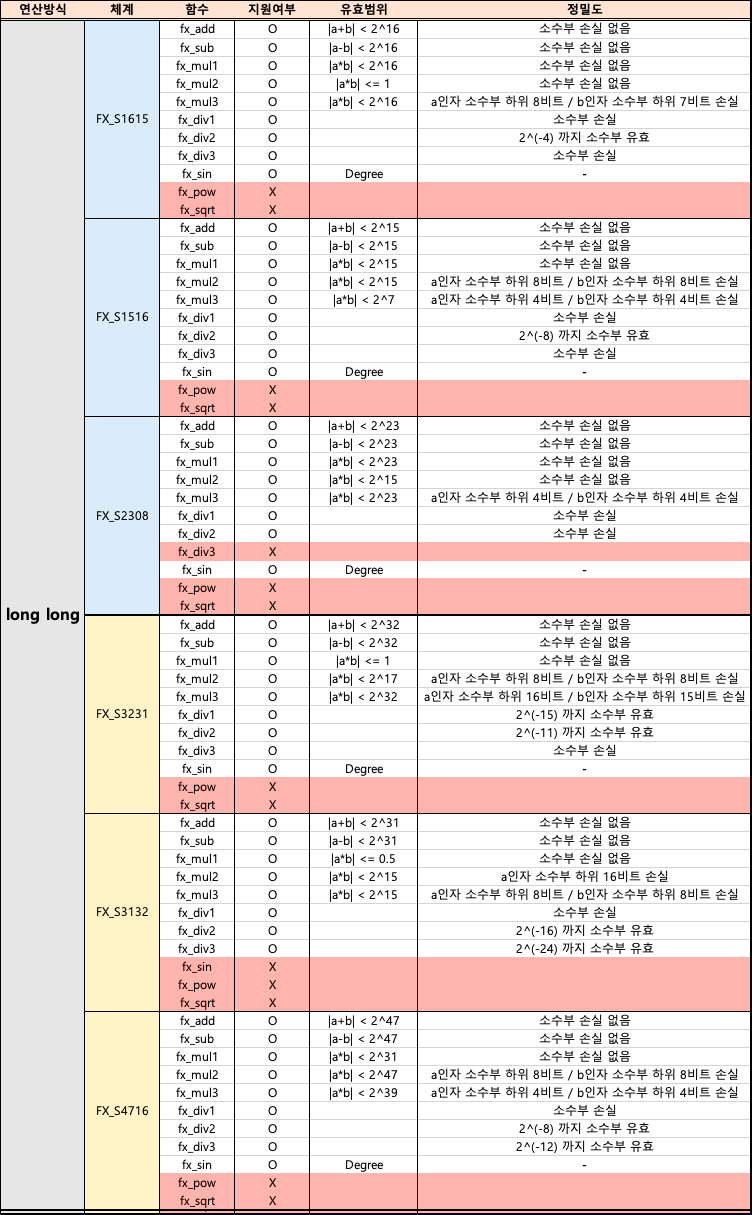 연산방식 체계 함수 지원여부 유효범위 정밀도
fx_add O |a+b| < 2^16 소수부 손실 없음
fx_sub O |a-b| < 2^16 소수부 손실 없음
fx_mul1 O |a*b| < 2^16 소수부 손실 없음
fx_mul2 O |a*b| <= 1 소수부 손실 없음
fx_mul3 O |a*b| < 2^16 a인자 소수부 하위 8비트 / b인자 소수부 하위 7비트 손실
FX_S1615 fx_div1 O 소수부 손실
fx_div2 O 2^(-4) 까지 소수부 유효
fx_div3 O 소수부 손실
fx_sin O Degree -
fx_pow X
fx_sqrt X
fx_add O |a+b| < 2^15 소수부 손실 없음
fx_sub O |a-b| < 2^15 소수부 손실 없음
fx_mul1 O |a*b| < 2^15 소수부 손실 없음
fx_mul2 O |a*b| < 2^15 a인자 소수부 하위 8비트 / b인자 소수부 하위 8비트 손실
fx_mul3 O |a*b| < 2^7 a인자 소수부 하위 4비트 / b인자 소수부 하위 4비트 손실
FX_S1516 fx_div1 O 소수부 손실
fx_div2 O 2^(-8) 까지 소수부 유효
fx_div3 O 소수부 손실
fx_sin O Degree -
fx_pow X
fx_sqrt X
fx_add O |a+b| < 2^23 소수부 손실 없음
fx_sub O |a-b| < 2^23 소수부 손실 없음
fx_mul1 O |a*b| < 2^23 소수부 손실 없음
fx_mul2 O |a*b| < 2^15 소수부 손실 없음
fx_mul3 O |a*b| < 2^23 a인자 소수부 하위 4비트 / b인자 소수부 하위 4비트 손실
FX_S2308 fx_div1 O 소수부 손실
fx_div2 O 소수부 손실
fx_div3 X
fx_sin O Degree -
fx_pow X
fx_sqrt X
long long
fx_add O |a+b| < 2^32 소수부 손실 없음
fx_sub O |a-b| < 2^32 소수부 손실 없음
fx_mul1 O |a*b| <= 1 소수부 손실 없음
fx_mul2 O |a*b| < 2^17 a인자 소수부 하위 8비트 / b인자 소수부 하위 8비트 손실
fx_mul3 O |a*b| < 2^32 a인자 소수부 하위 16비트 / b인자 소수부 하위 15비트 손실
FX_S3231 fx_div1 O 2^(-15) 까지 소수부 유효
fx_div2 O 2^(-11) 까지 소수부 유효
fx_div3 O 소수부 손실
fx_sin O Degree -
fx_pow X
fx_sqrt X
fx_add O |a+b| < 2^31 소수부 손실 없음
fx_sub O |a-b| < 2^31 소수부 손실 없음
fx_mul1 O |a*b| <= 0.5 소수부 손실 없음
fx_mul2 O |a*b| < 2^15 a인자 소수부 하위 16비트 손실
fx_mul3 O |a*b| < 2^15 a인자 소수부 하위 8비트 / b인자 소수부 하위 8비트 손실
FX_S3132 fx_div1 O 소수부 손실
fx_div2 O 2^(-16) 까지 소수부 유효
fx_div3 O 2^(-24) 까지 소수부 유효
fx_sin X
fx_pow X
fx_sqrt X
fx_add O |a+b| < 2^47 소수부 손실 없음
fx_sub O |a-b| < 2^47 소수부 손실 없음
fx_mul1 O |a*b| < 2^31 소수부 손실 없음
fx_mul2 O |a*b| < 2^47 a인자 소수부 하위 8비트 / b인자 소수부 하위 8비트 손실
fx_mul3 O |a*b| < 2^39 a인자 소수부 하위 4비트 / b인자 소수부 하위 4비트 손실
FX_S4716 fx_div1 O 소수부 손실
fx_div2 O 2^(-8) 까지 소수부 유효
fx_div3 O 2^(-12) 까지 소수부 유효
fx_sin O Degree -
fx_pow X
fx_sqrt X